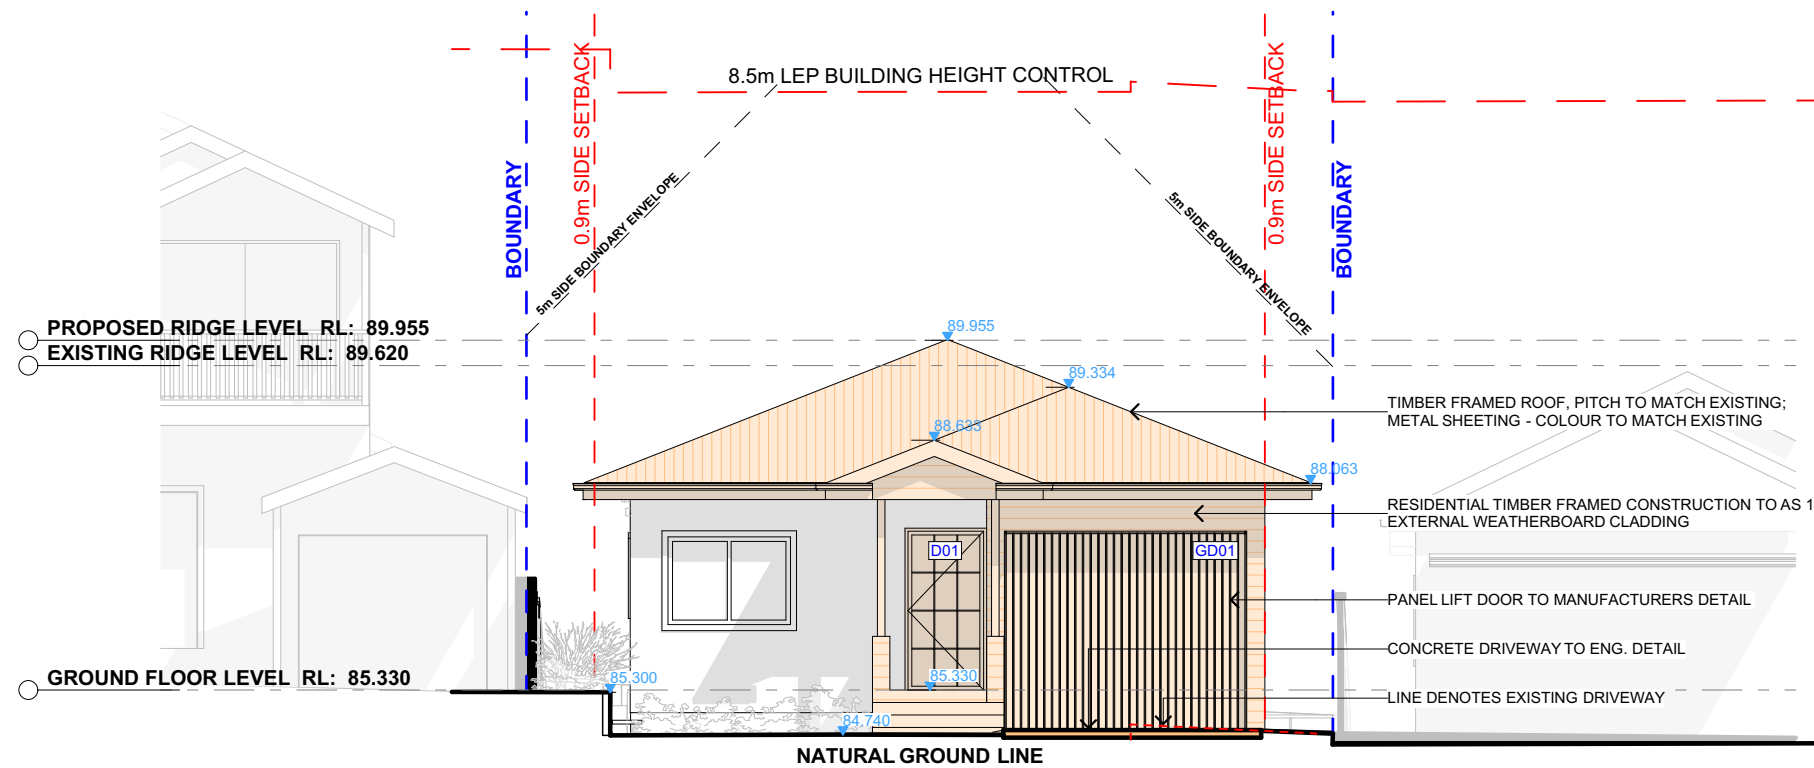 8.5m LEP BUILDING HEIGHT CONTROL
0.9m SIDE SETBACK
0.9m SIDE SETBACK
BOUNDARY
BOUNDARY
5m SIDE BOUNDARY ENVELOPE
5m SIDE BOUNDARY ENVELOPE
PROPOSED RIDGE LEVEL RL: 89.955
EXISTING RIDGE LEVEL RL: 89.620
89.955
89.334
88.633
88.063
TIMBER FRAMED ROOF, PITCH TO MATCH EXISTING;
METAL SHEETING - COLOUR TO MATCH EXISTING
RESIDENTIAL TIMBER FRAMED CONSTRUCTION TO AS 1
EXTERNAL WEATHERBOARD CLADDING
D01
GD01
PANEL LIFT DOOR TO MANUFACTURERS DETAIL
CONCRETE DRIVEWAY TO ENG. DETAIL
GROUND FLOOR LEVEL RL: 85.330
85.300
85.330
LINE DENOTES EXISTING DRIVEWAY
84.740
NATURAL GROUND LINE